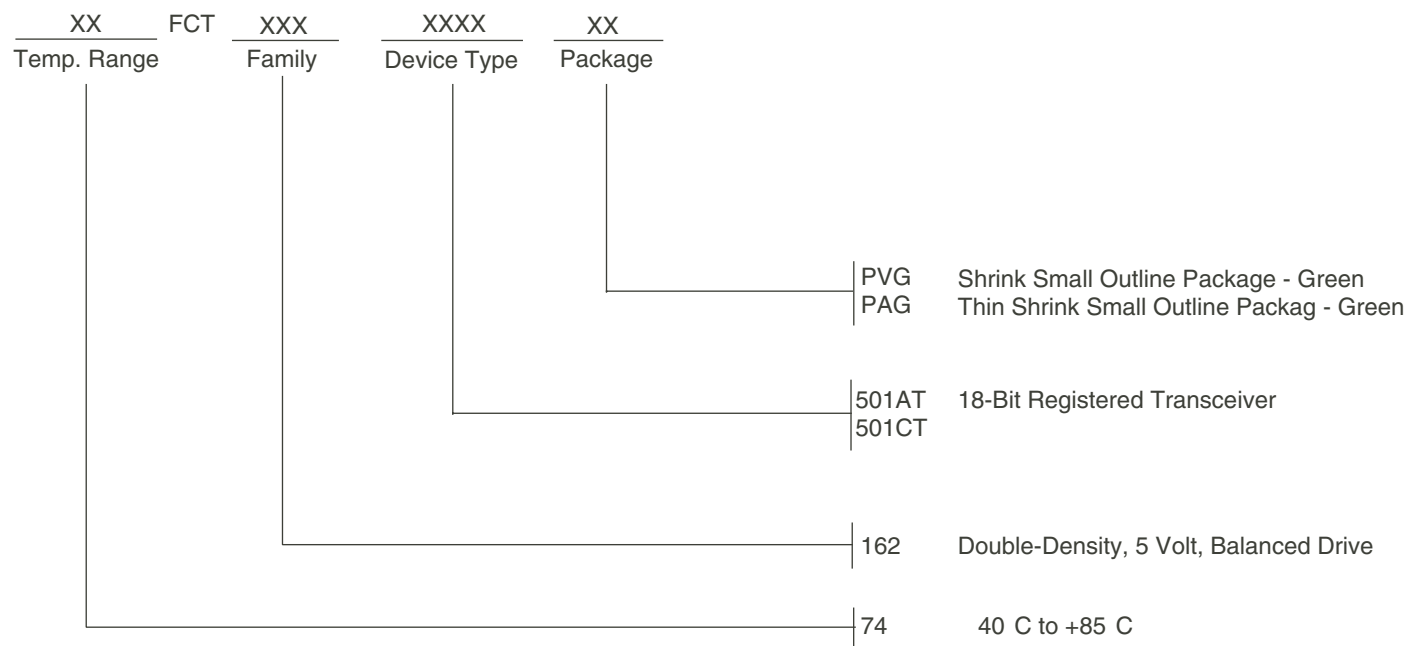 XX FCT XXX XXXX XX
Temp. Range Family Device Type Package
PVG Shrink Small Outline Package - Green
PAG Thin Shrink Small Outline Packag - Green
501AT 18-Bit Registered Transceiver
501CT
162 Double-Density, 5 Volt, Balanced Drive
74 40 C to +85 C